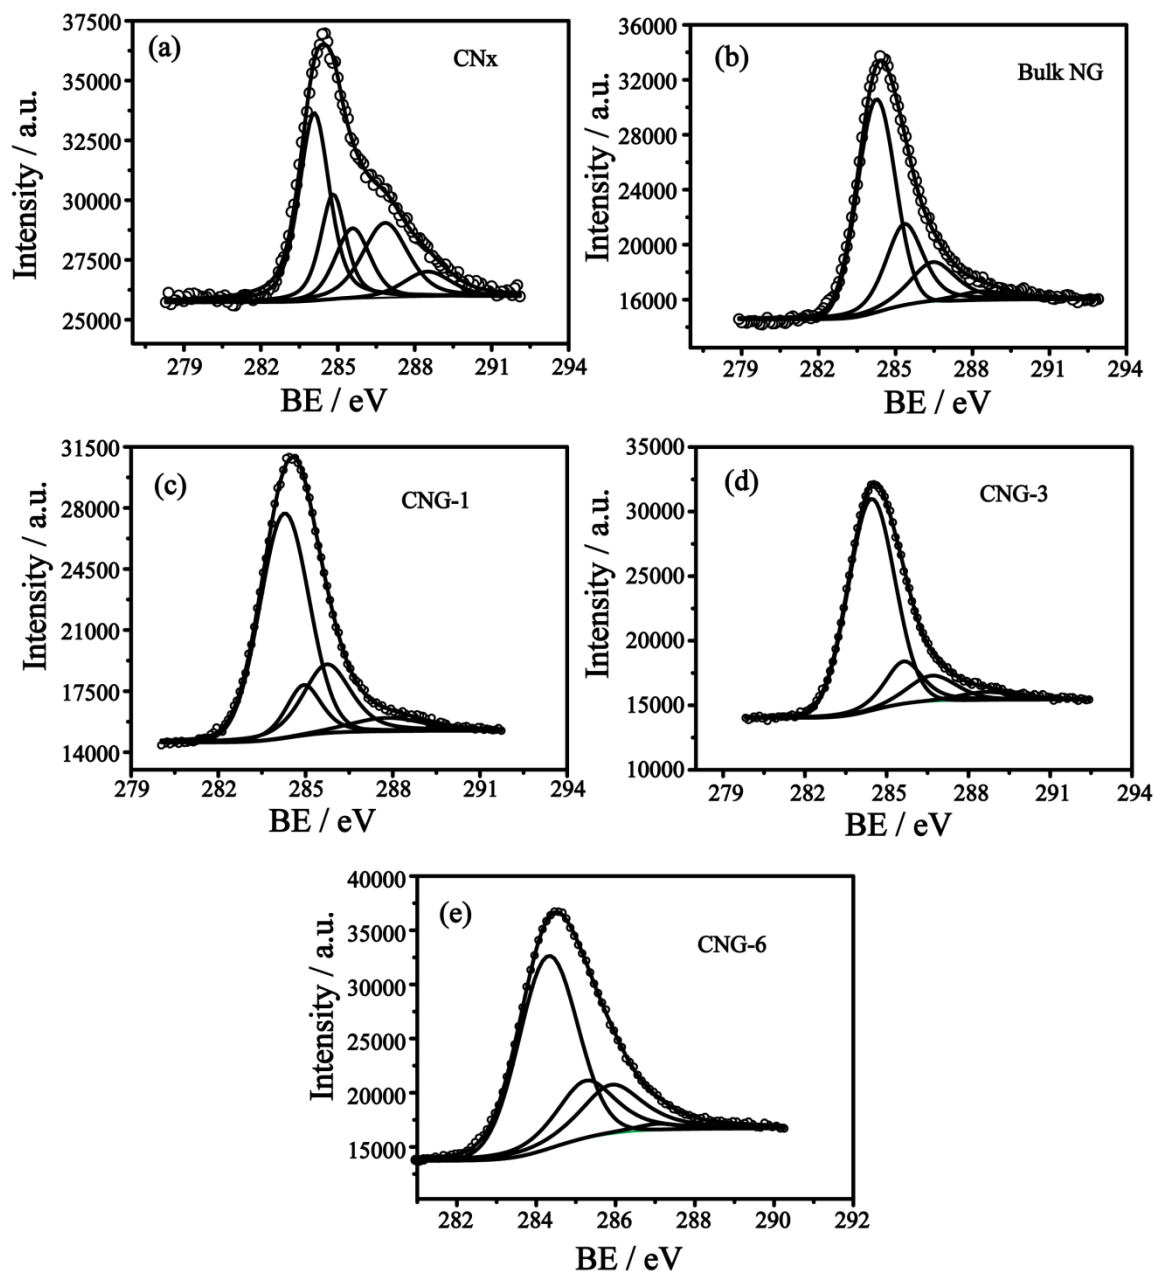 (a)
CNx
37500
35000
32500
30000
27500
25000
Intensity / a.u.
279 282 285 288 291 294
BE / eV
(b)
Bulk NG
36000
32000
28000
24000
20000
16000
Intensity / a.u.
279 282 285 288 291 294
BE / eV
(c)
CNG-1
31500
28000
24500
21000
17500
14000
Intensity / a.u.
279 282 285 288 291 294
BE / eV
(d)
CNG-3
35000
30000
25000
20000
15000
10000
Intensity / a.u.
279 282 285 288 291 294
BE / eV
(e)
CNG-6
40000
35000
30000
25000
20000
15000
Intensity / a.u.
282 284 286 288 290 292
BE / eV